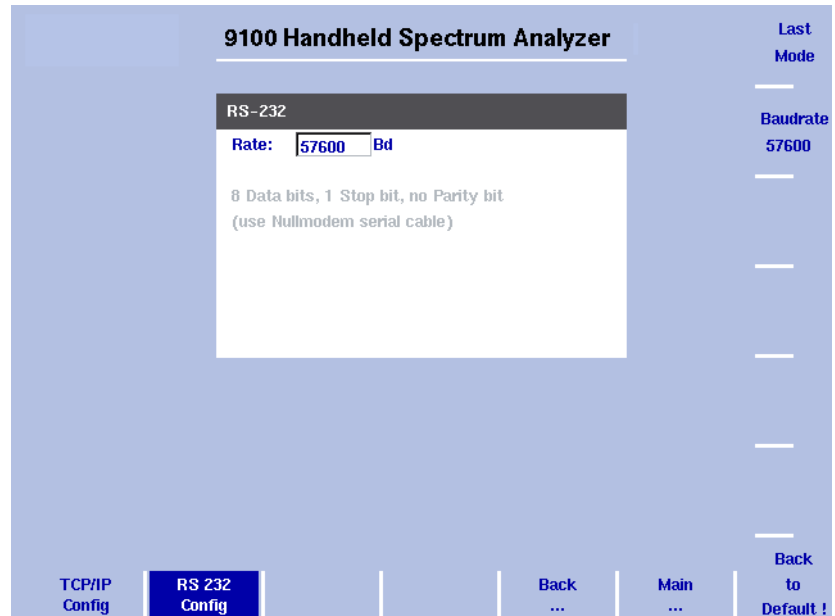 9100 Handheld Spectrum Analyzer
Last
Mode
RS-232
Rate: 57600 Bd
Baudrate
57600
8 Data bits, 1 Stop bit, no Parity bit
(use Nullmodem serial cable)
TCP/IP
Config
RS 232
Config
Back
...
Main
...
Back
to
Default !